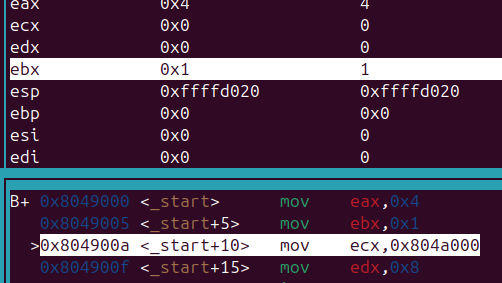 eax 0x4 4
ecx 0x0 0
edx 0x0 0
ebx 0x1 1
esp 0xffffd020 0xffffd020
ebp 0x0 0x0
esi 0x0 0
edi 0x0 0
B+ 0x8049000 <_start> mov eax,0x4
0x8049005 <_start+5> mov ebx,0x1
>0x804900a <_start+10> mov ecx,0x804a000
0x804900f <_start+15> mov edx,0x8